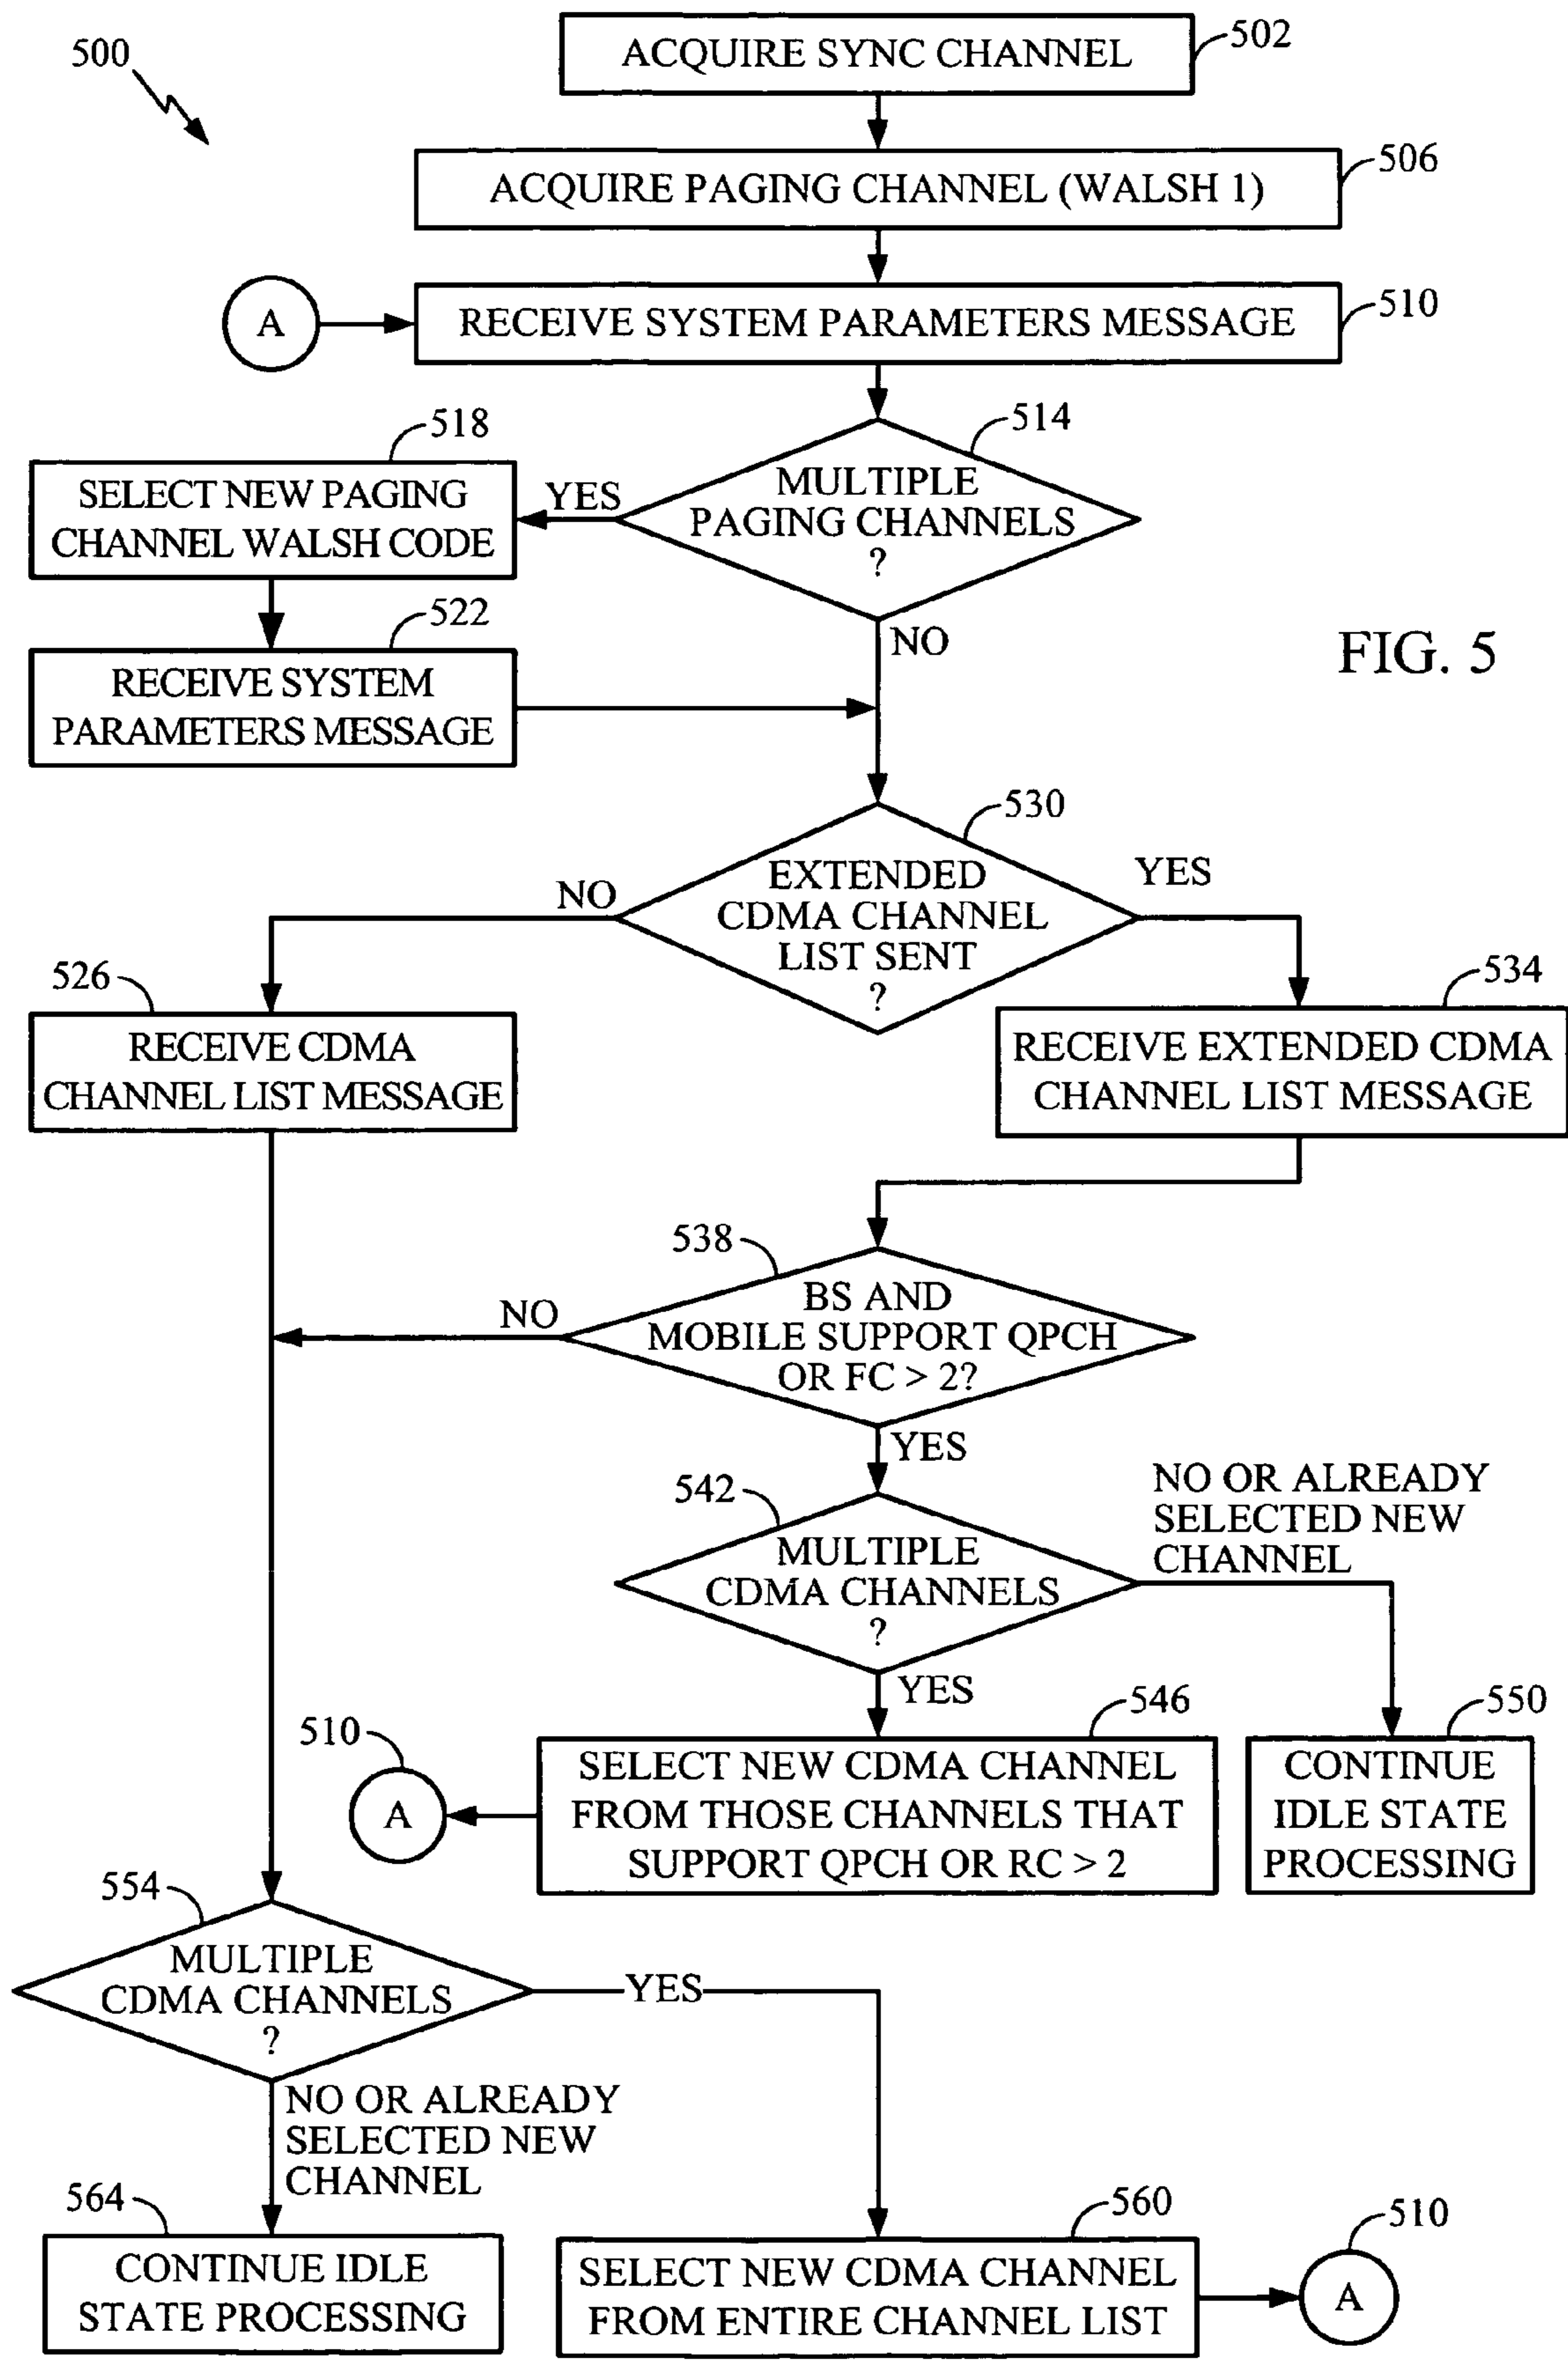 500
ACQUIRE SYNC CHANNEL
502
ACQUIRE PAGING CHANNEL (WALSH 1)
506
A
RECEIVE SYSTEM PARAMETERS MESSAGE
510
514
MULTIPLE
PAGING CHANNELS
?
YES
518
SELECT NEW PAGING
CHANNEL WALSH CODE
522
RECEIVE SYSTEM
PARAMETERS MESSAGE
NO
FIG. 5
530
EXTENDED
CDMA CHANNEL
LIST SENT
?
NO
YES
526
RECEIVE CDMA
CHANNEL LIST MESSAGE
534
RECEIVE EXTENDED CDMA
CHANNEL LIST MESSAGE
538
BS AND
MOBILE SUPPORT QPCH
OR FC > 2?
NO
YES
542
MULTIPLE
CDMA CHANNELS
?
NO OR ALREADY
SELECTED NEW
CHANNEL
YES
546
SELECT NEW CDMA CHANNEL
FROM THOSE CHANNELS THAT
SUPPORT QPCH OR RC > 2
510
A
550
CONTINUE
IDLE STATE
PROCESSING
554
MULTIPLE
CDMA CHANNELS
?
YES
NO OR ALREADY
SELECTED NEW
CHANNEL
564
CONTINUE IDLE
STATE PROCESSING
560
SELECT NEW CDMA CHANNEL
FROM ENTIRE CHANNEL LIST
510
A